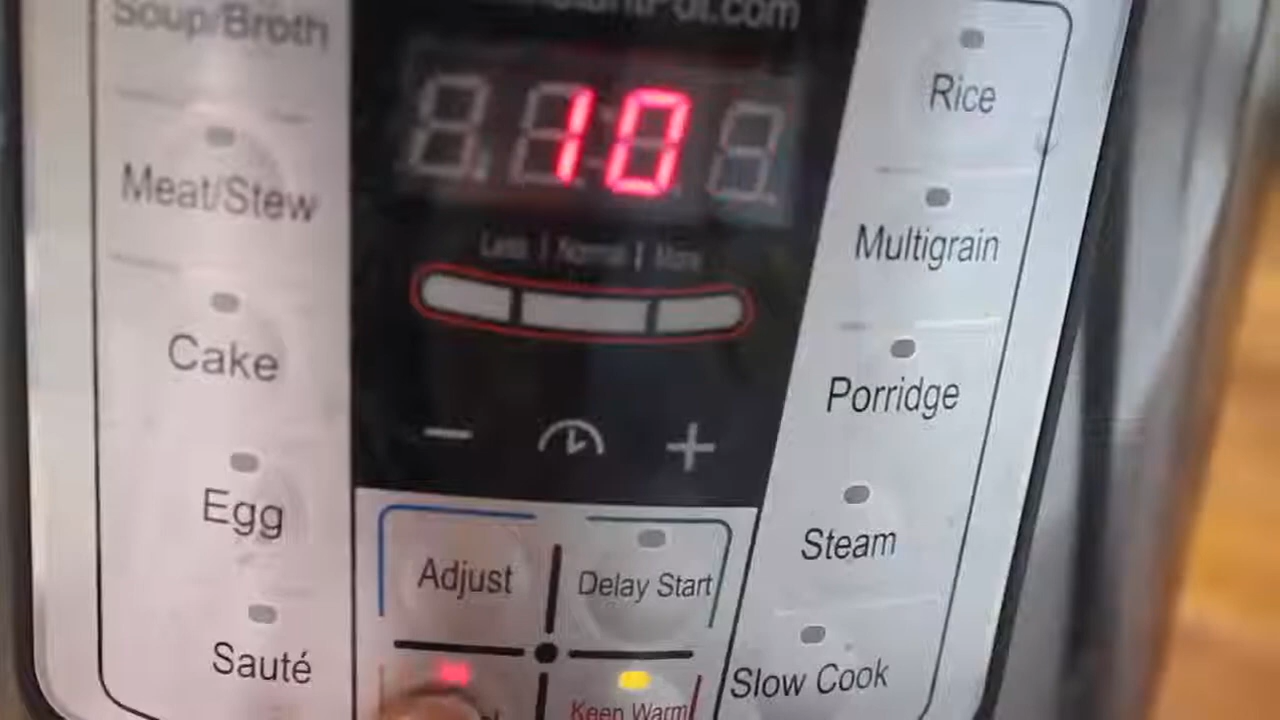 Soup/Broth
Meat/Stew
Cake
Egg
Sauté
10
Less | Normal | More
Adjust
Delay Start
Keep Warm
Rice
Multigrain
Porridge
Steam
Slow Cook